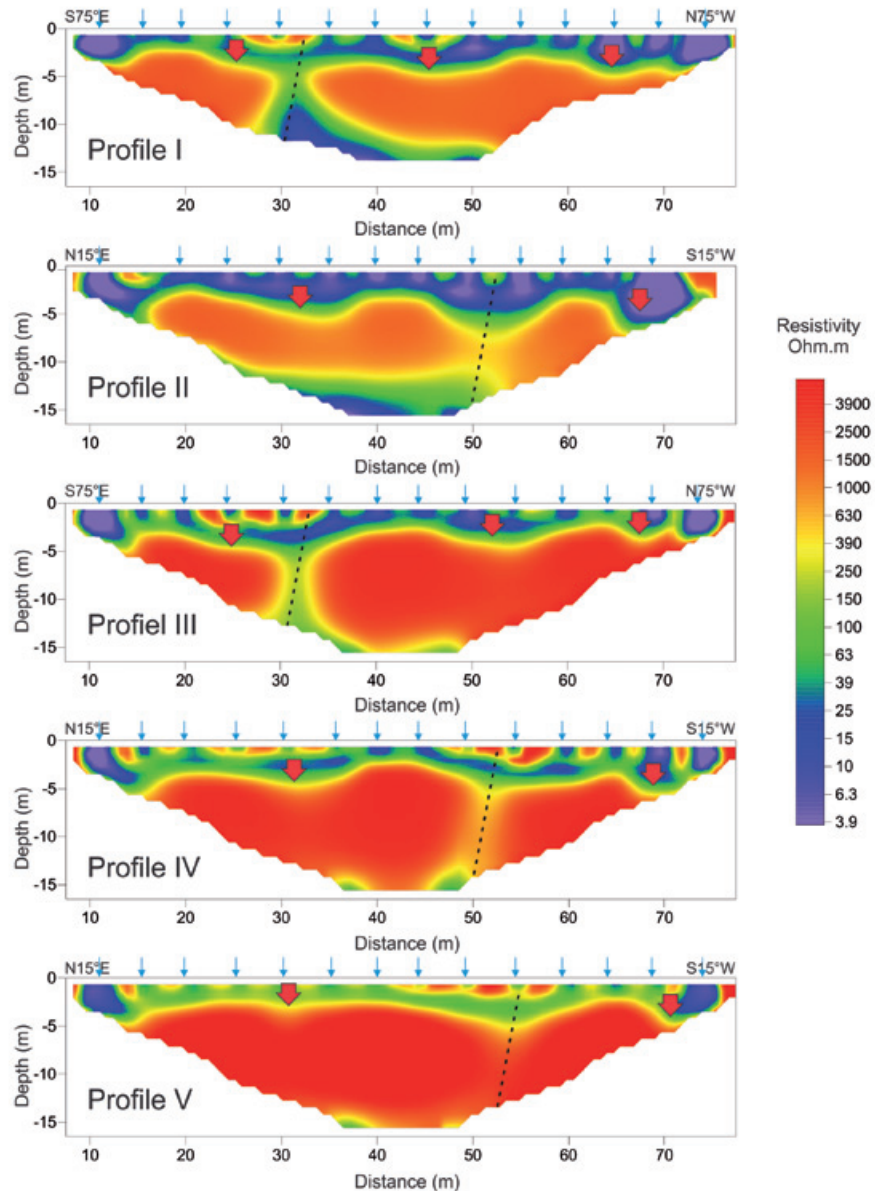 S75°E N75°W
0
-5
-10
-15
Depth (m)
Profile I
10 20 30 40 50 60 70
Distance (m)
N15°E S15°W
0
-5
-10
-15
Depth (m)
Profile II
10 20 30 40 50 60 70
Distance (m)
S75°E N75°W
0
-5
-10
-15
Depth (m)
Profiel III
10 20 30 40 50 60 70
Distance (m)
N15°E S15°W
0
-5
-10
-15
Depth (m)
Profile IV
10 20 30 40 50 60 70
Distance (m)
N15°E S15°W
0
-5
-10
-15
Depth (m)
Profile V
10 20 30 40 50 60 70
Distance (m)
Resistivity
Ohm.m
3900
2500
1500
1000
630
390
250
150
100
63
39
25
15
10
6.3
3.9